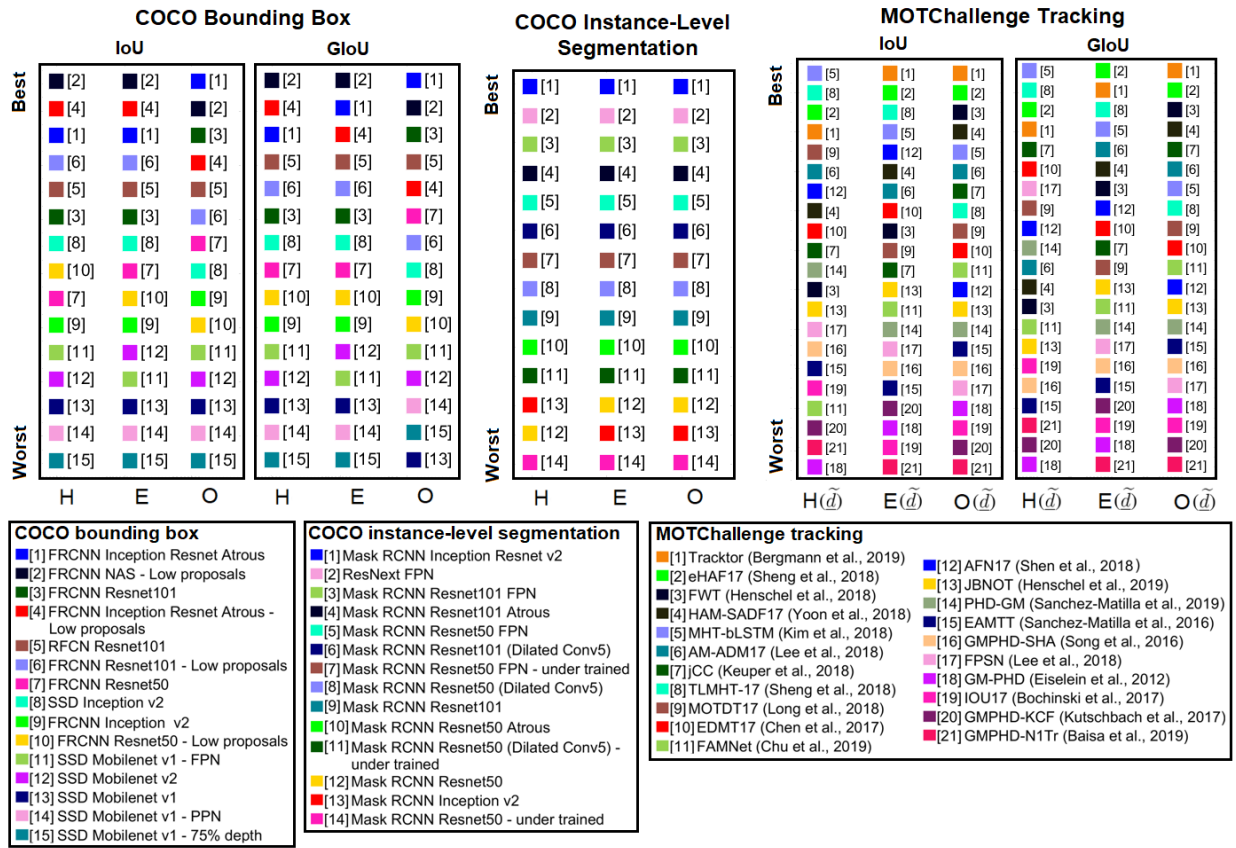 COCO Bounding Box
IoU
GIoU
Best
Worst
[2] [2] [1]
[4] [4] [2]
[1] [1] [3]
[6] [6] [4]
[5] [5] [5]
[3] [3] [6]
[8] [8] [7]
[10] [7] [8]
[7] [10] [9]
[9] [9] [10]
[11] [12] [11]
[12] [11] [12]
[13] [13] [13]
[14] [14] [14]
[15] [15] [15]
H E O
[2] [2] [1]
[4] [1] [2]
[1] [4] [3]
[5] [5] [5]
[6] [6] [4]
[3] [3] [7]
[8] [8] [6]
[7] [7] [8]
[10] [10] [9]
[9] [9] [10]
[11] [12] [11]
[12] [11] [12]
[13] [13] [14]
[14] [14] [15]
[15] [15] [13]
H E O
COCO Instance-Level
Segmentation
Best
Worst
[1] [1] [1]
[2] [2] [2]
[3] [3] [3]
[4] [4] [4]
[5] [5] [5]
[6] [6] [6]
[7] [7] [7]
[8] [8] [8]
[9] [9] [9]
[10] [10] [10]
[11] [11] [11]
[13] [12] [12]
[12] [13] [13]
[14] [14] [14]
H E O
MOTChallenge Tracking
IoU
GIoU
Best
Worst
[5] [1] [1]
[8] [2] [2]
[2] [8] [3]
[1] [5] [4]
[9] [12] [5]
[6] [4] [6]
[12] [6] [7]
[4] [10] [8]
[10] [3] [9]
[7] [9] [10]
[14] [7] [11]
[3] [13] [12]
[13] [11] [13]
[17] [14] [14]
[16] [17] [15]
[15] [16] [16]
[19] [15] [17]
[11] [20] [18]
[20] [18] [19]
[21] [19] [20]
[18] [21] [21]
H(d̃) E(d̃) O(d̃)
[5] [2] [1]
[8] [1] [2]
[2] [8] [3]
[1] [5] [4]
[7] [6] [7]
[10] [4] [6]
[17] [3] [5]
[9] [12] [8]
[12] [10] [9]
[14] [7] [10]
[6] [9] [11]
[4] [13] [12]
[3] [11] [13]
[11] [14] [14]
[13] [17] [15]
[19] [16] [16]
[16] [15] [17]
[15] [20] [18]
[21] [19] [19]
[20] [18] [20]
[18] [21] [21]
H(d̃) E(d̃) O(d̃)
COCO bounding box
[1] FRCNN Inception Resnet Atrous
[2] FRCNN NAS - Low proposals
[3] FRCNN Resnet101
[4] FRCNN Inception Resnet Atrous -
Low proposals
[5] RFCN Resnet101
[6] FRCNN Resnet101 - Low proposals
[7] FRCNN Resnet50
[8] SSD Inception v2
[9] FRCNN Inception v2
[10] FRCNN Resnet50 - Low proposals
[11] SSD Mobilenet v1 - FPN
[12] SSD Mobilenet v2
[13] SSD Mobilenet v1
[14] SSD Mobilenet v1 - PPN
[15] SSD Mobilenet v1 - 75% depth
COCO instance-level segmentation
[1] Mask RCNN Inception Resnet v2
[2] ResNext FPN
[3] Mask RCNN Resnet101 FPN
[4] Mask RCNN Resnet101 Atrous
[5] Mask RCNN Resnet50 FPN
[6] Mask RCNN Resnet101 (Dilated Conv5)
[7] Mask RCNN Resnet50 FPN - under trained
[8] Mask RCNN Resnet50 (Dilated Conv5)
[9] Mask RCNN Resnet101
[10] Mask RCNN Resnet50 Atrous
[11] Mask RCNN Resnet50 (Dilated Conv5) -
under trained
[12] Mask RCNN Resnet50
[13] Mask RCNN Inception v2
[14] Mask RCNN Resnet50 - under trained
MOTChallenge tracking
[1] Tracktor (Bergmann et al., 2019)
[2] eHAF17 (Sheng et al., 2018)
[3] FWT (Henschel et al., 2018)
[4] HAM-SADF17 (Yoon et al., 2018)
[5] MHT-bLSTM (Kim et al., 2018)
[6] AM-ADM17 (Lee et al., 2018)
[7] jCC (Keuper et al., 2018)
[8] TLMHT-17 (Sheng et al., 2018)
[9] MOTDT17 (Long et al., 2018)
[10] EDMT17 (Chen et al., 2017)
[11] FAMNet (Chu et al., 2019)
[12] AFN17 (Shen et al., 2018)
[13] JBNOT (Henschel et al., 2019)
[14] PHD-GM (Sanchez-Matilla et al., 2019)
[15] EAMTT (Sanchez-Matilla et al., 2016)
[16] GMPHD-SHA (Song et al., 2016)
[17] FPSN (Lee et al., 2018)
[18] GM-PHD (Eiselein et al., 2012)
[19] IOU17 (Bochinski et al., 2017)
[20] GMPHD-KCF (Kutschbach et al., 2017)
[21] GMPHD-N1Tr (Baisa et al., 2019)